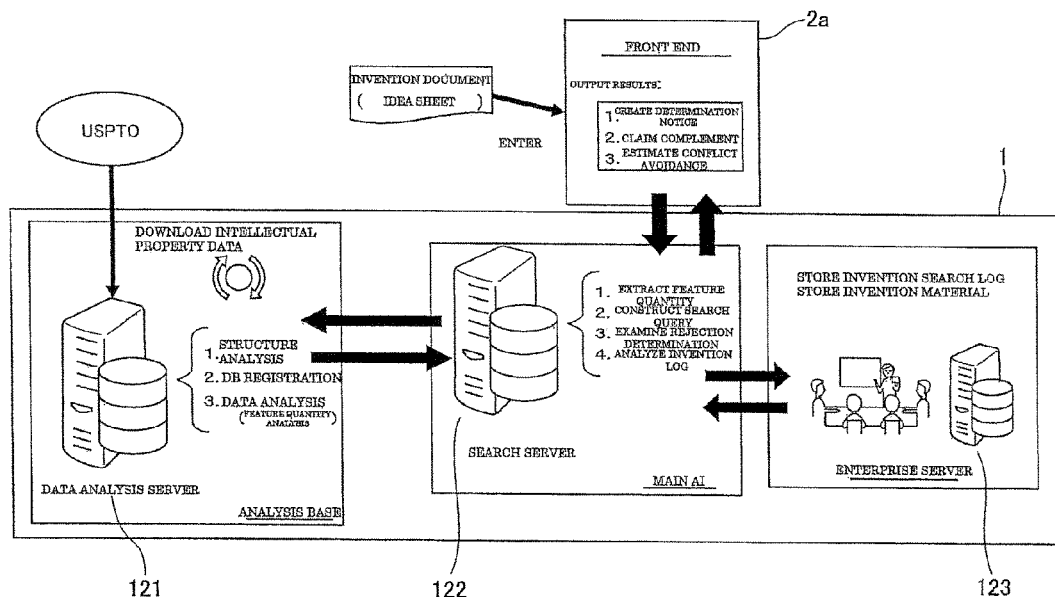 2a
FRONT END
INVENTION DOCUMENT
( IDEA SHEET )
OUTPUT RESULTS:
1. CREATE DETERMINATION
NOTICE
2. CLAIM COMPLEMENT
3. ESTIMATE CONFLICT
AVOIDANCE
ENTER
USPTO
1
DOWNLOAD INTELLECTUAL
PROPERTY DATA
1. STRUCTURE
ANALYSIS
2. DB REGISTRATION
3. DATA ANALYSIS
(FEATURE QUANTITY
ANALYSIS)
DATA ANALYSIS SERVER
ANALYSIS BASE
1. EXTRACT FEATURE
QUANTITY
2. CONSTRUCT SEARCH
QUERY
3. EXAMINE REJECTION
DETERMINATION
4. ANALYZE INVENTION
LOG
SEARCH SERVER
MAIN AI
STORE INVENTION SEARCH LOG
STORE INVENTION MATERIAL
ENTERPRISE SERVER
121
122
123